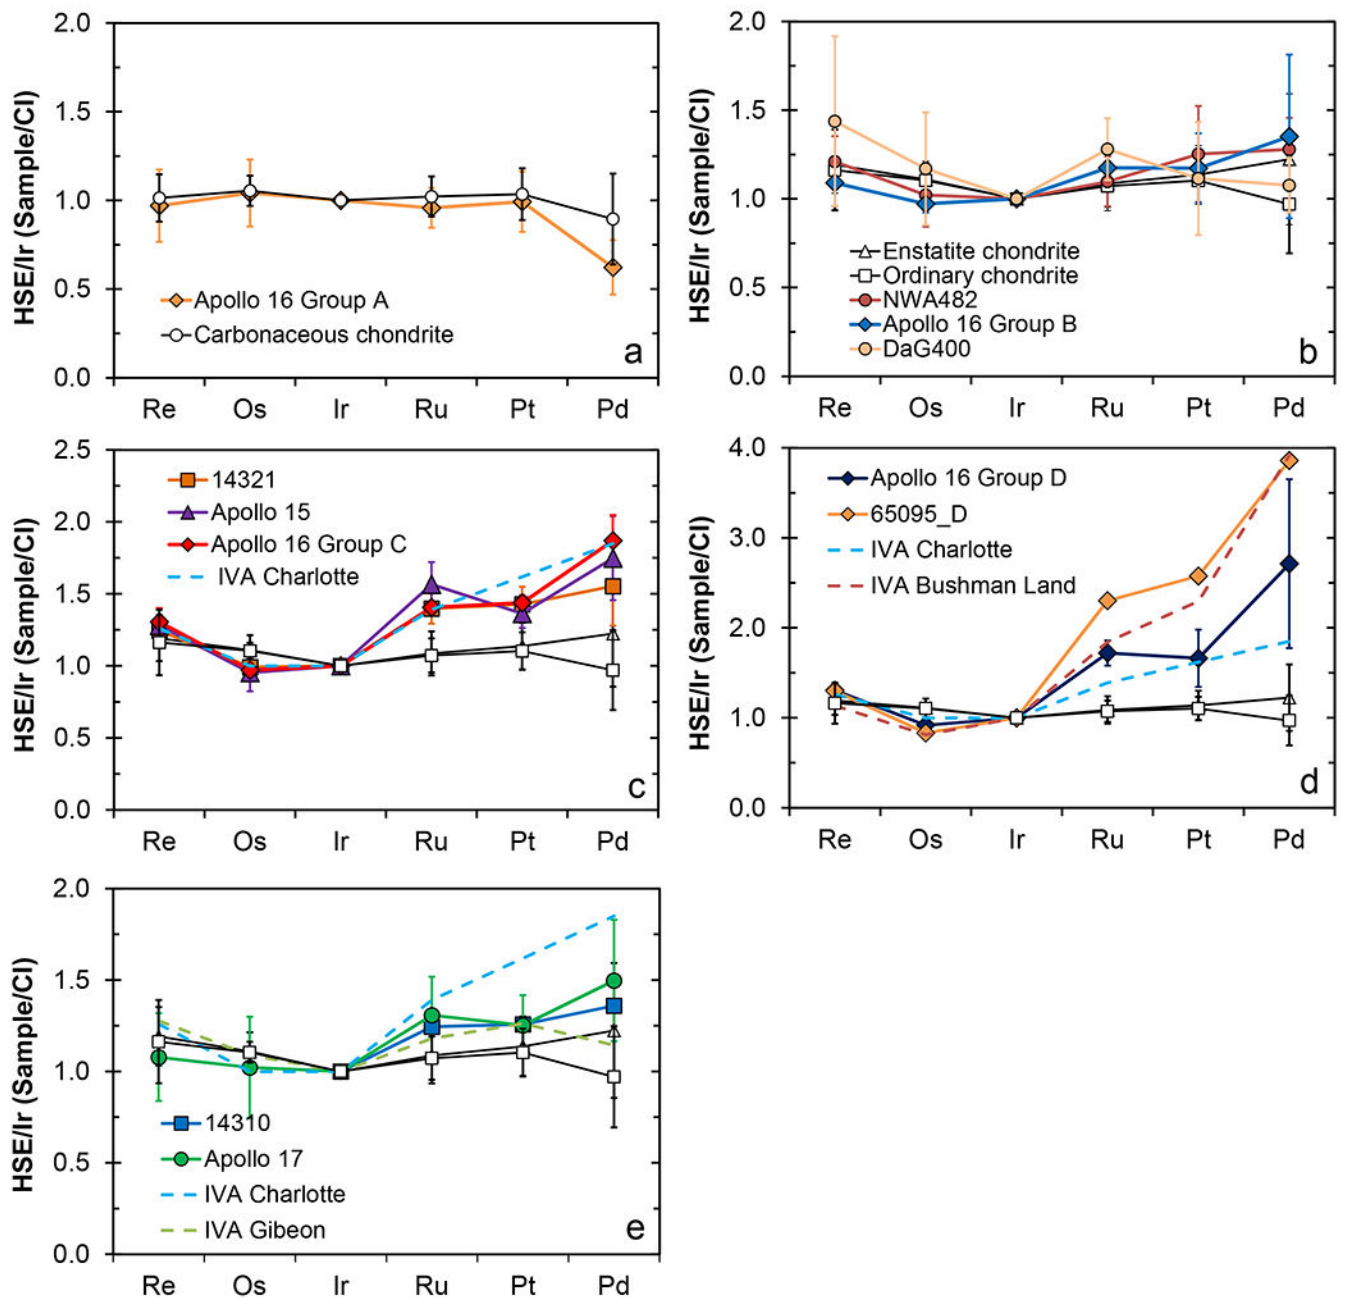 2.0
1.5
1.0
0.5
0.0
HSE/Ir (Sample/CI)
Apollo 16 Group A
Carbonaceous chondrite
a
Re Os Ir Ru Pt Pd
2.0
1.5
1.0
0.5
0.0
HSE/Ir (Sample/CI)
Enstatite chondrite
Ordinary chondrite
NWA482
Apollo 16 Group B
DaG400
b
Re Os Ir Ru Pt Pd
2.5
2.0
1.5
1.0
0.5
0.0
HSE/Ir (Sample/CI)
14321
Apollo 15
Apollo 16 Group C
IVA Charlotte
c
Re Os Ir Ru Pt Pd
4.0
3.0
2.0
1.0
0.0
HSE/Ir (Sample/CI)
Apollo 16 Group D
65095_D
IVA Charlotte
IVA Bushman Land
d
Re Os Ir Ru Pt Pd
2.0
1.5
1.0
0.5
0.0
HSE/Ir (Sample/CI)
14310
Apollo 17
IVA Charlotte
IVA Gibeon
e
Re Os Ir Ru Pt Pd